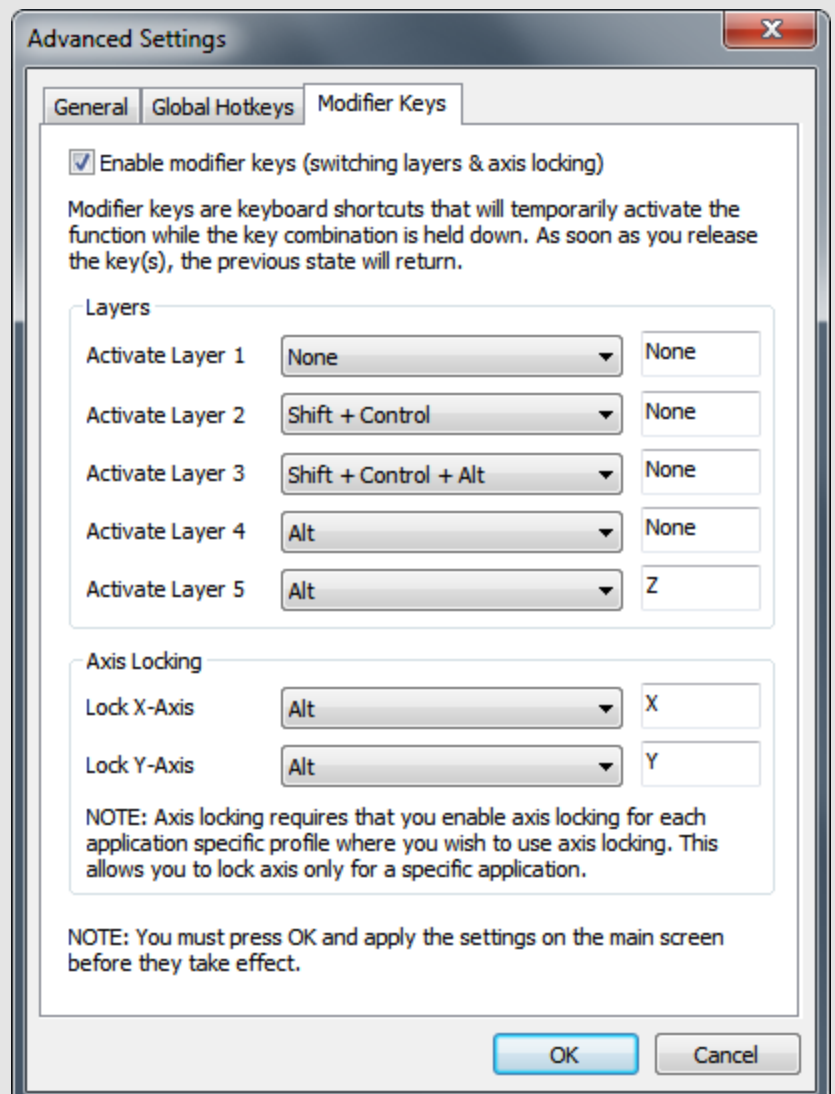 Advanced Settings
General Global Hotkeys Modifier Keys
Enable modifier keys (switching layers & axis locking)
Modifier keys are keyboard shortcuts that will temporarily activate the
function while the key combination is held down. As soon as you release
the key(s), the previous state will return.
Layers
Activate Layer 1 None None
Activate Layer 2 Shift + Control None
Activate Layer 3 Shift + Control + Alt None
Activate Layer 4 Alt None
Activate Layer 5 Alt Z
Axis Locking
Lock X-Axis Alt X
Lock Y-Axis Alt Y
NOTE: Axis locking requires that you enable axis locking for each
application specific profile where you wish to use axis locking. This
allows you to lock axis only for a specific application.
NOTE: You must press OK and apply the settings on the main screen
before they take effect.
OK Cancel